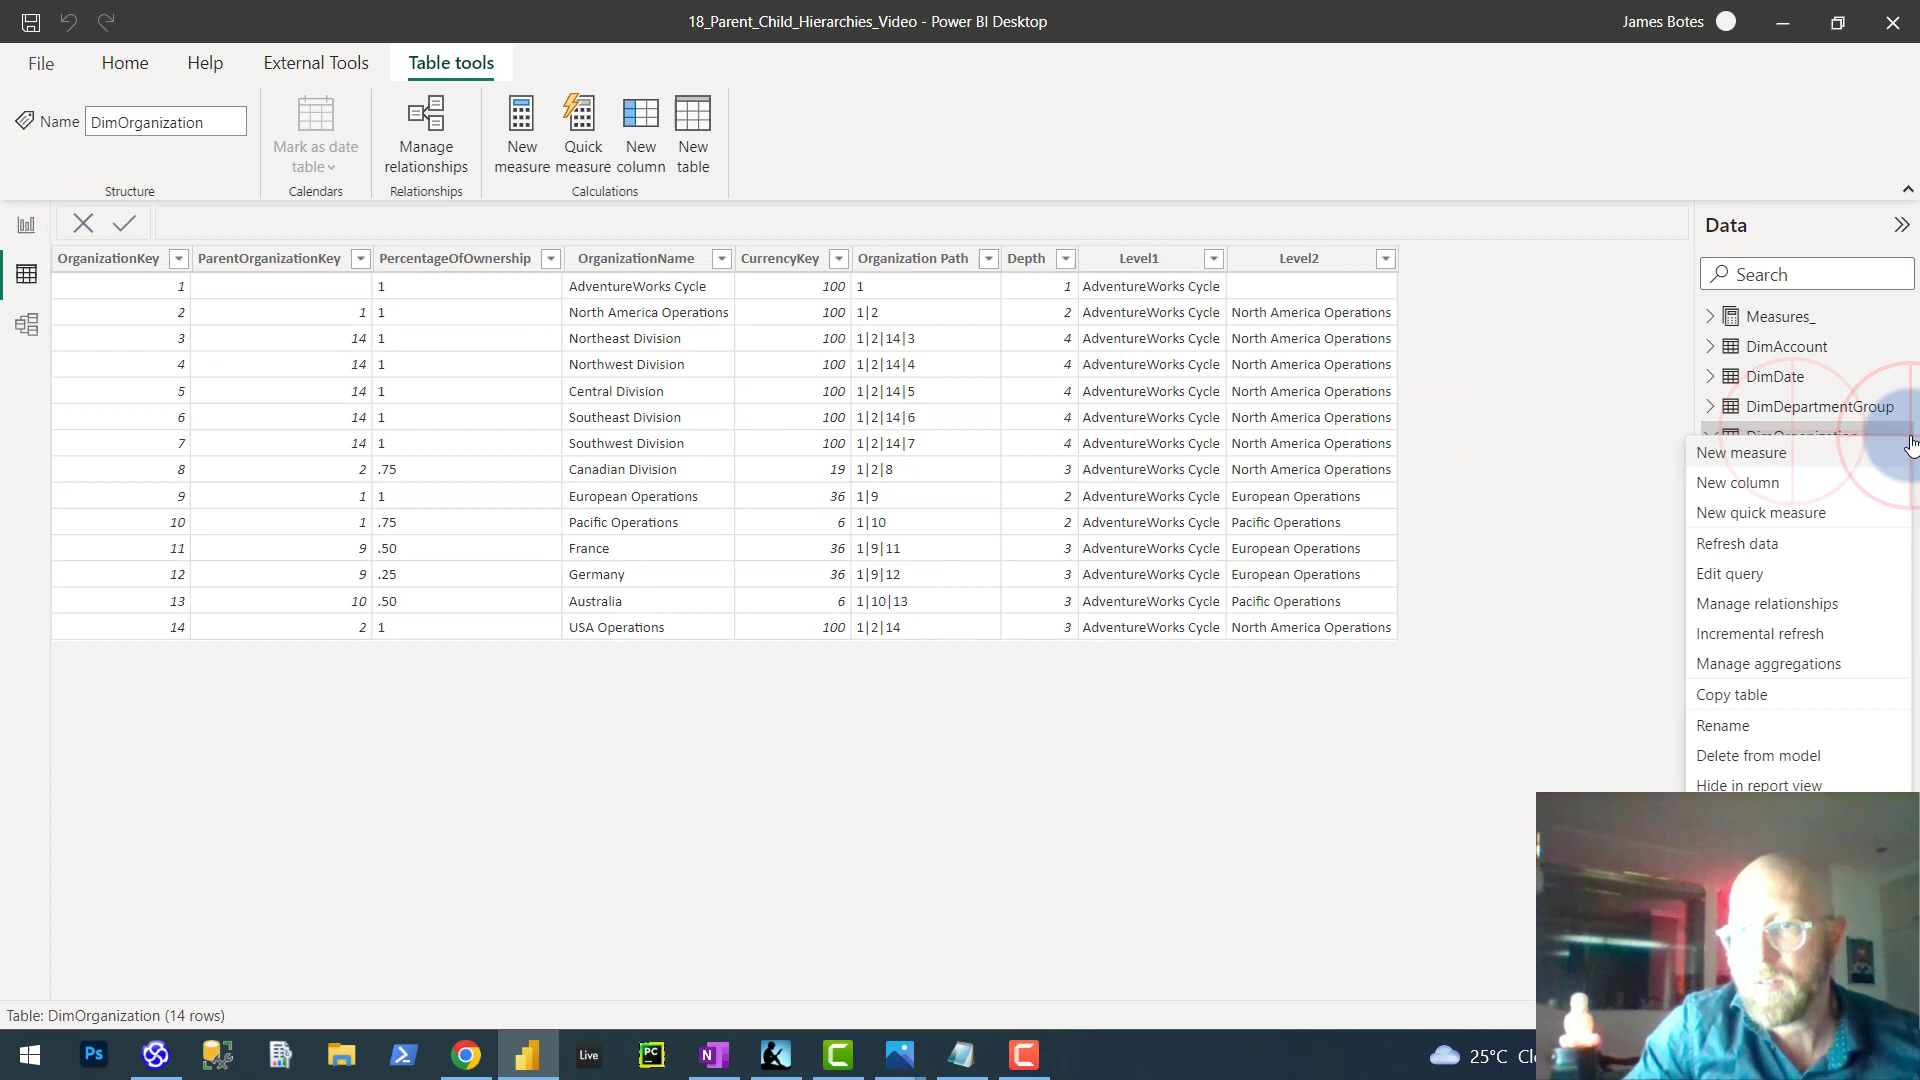 18_Parent_Child_Hierarchies_Video - Power BI Desktop
James Botes
File
Home
Help
External Tools
Table tools
Name
DimOrganization
Mark as date
table
Manage
relationships
New
measure
Quick
measure
New
column
New
table
Structure
Calendars
Relationships
Calculations
OrganizationKey ParentOrganizationKey PercentageOfOwnership OrganizationName CurrencyKey Organization Path Depth Level1 Level2
1 1 AdventureWorks Cycle 100 1 1 AdventureWorks Cycle
2 1 1 North America Operations 100 1|2 2 AdventureWorks Cycle North America Operations
3 14 1 Northeast Division 100 1|2|14|3 4 AdventureWorks Cycle North America Operations
4 14 1 Northwest Division 100 1|2|14|4 4 AdventureWorks Cycle North America Operations
5 14 1 Central Division 100 1|2|14|5 4 AdventureWorks Cycle North America Operations
6 14 1 Southeast Division 100 1|2|14|6 4 AdventureWorks Cycle North America Operations
7 14 1 Southwest Division 100 1|2|14|7 4 AdventureWorks Cycle North America Operations
8 2 .75 Canadian Division 19 1|2|8 3 AdventureWorks Cycle North America Operations
9 1 1 European Operations 36 1|9 2 AdventureWorks Cycle European Operations
10 1 .75 Pacific Operations 6 1|10 2 AdventureWorks Cycle Pacific Operations
11 9 .50 France 36 1|9|11 3 AdventureWorks Cycle European Operations
12 9 .25 Germany 36 1|9|12 3 AdventureWorks Cycle European Operations
13 10 .50 Australia 6 1|10|13 3 AdventureWorks Cycle Pacific Operations
14 2 1 USA Operations 100 1|2|14 3 AdventureWorks Cycle North America Operations
Data
Search
Measures_
DimAccount
DimDate
DimDepartmentGroup
DimOrganization
New measure
New column
New quick measure
Refresh data
Edit query
Manage relationships
Incremental refresh
Manage aggregations
Copy table
Rename
Delete from model
Hide in report view
Table: DimOrganization (14 rows)
Ps
Live
PC
N
C
C
25°C